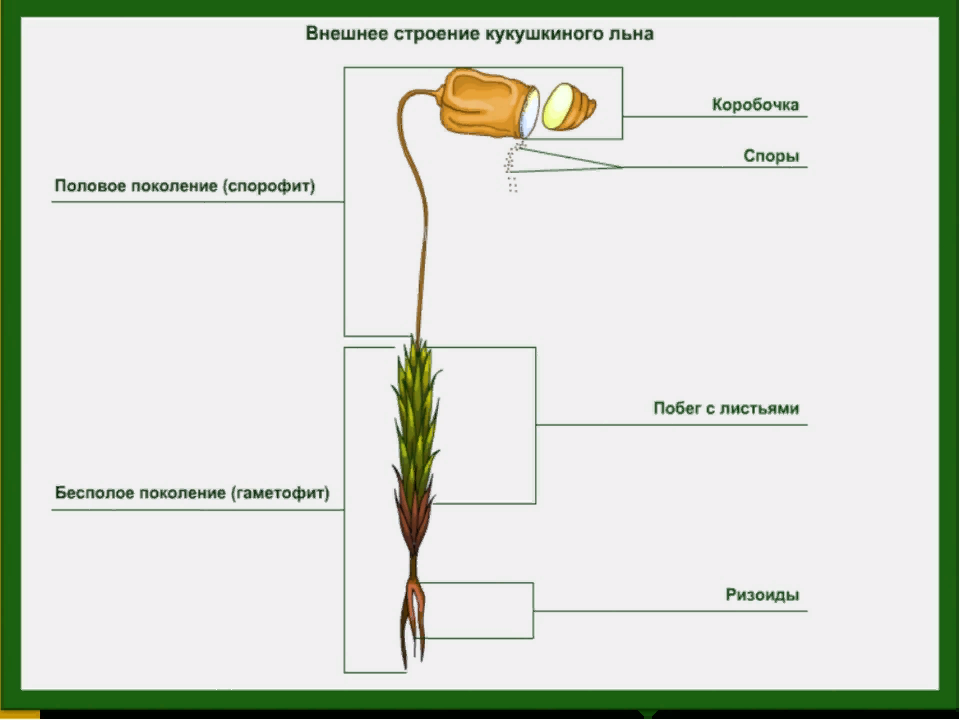 Внешнее строение кукушкиного льна
Коробочка
Споры
Половое поколение (спорофит)
Побег с листьями
Бесполое поколение (гаметофит)
Ризоиды